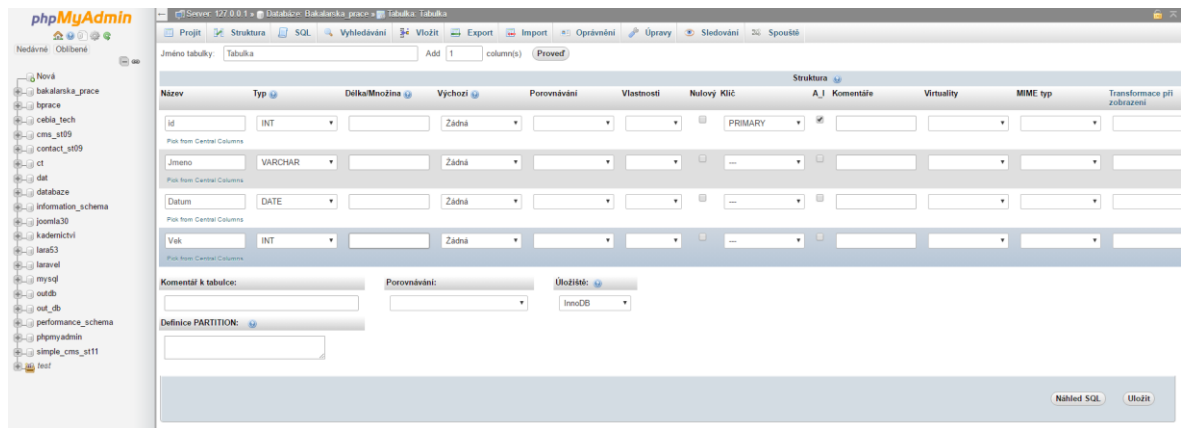 phpMyAdmin
Nedávné Oblíbené
Nová
bakalarska_prace
bprace
cebia_tech
cms_st09
contact_st09
ct
dat
databaze
information_schema
joomla30
kadernictvi
lara53
laravel
mysql
outdb
out_db
performance_schema
phpmyadmin
simple_cms_st11
test
Server: 127.0.0.1 » Databáze: Bakalarska_prace » Tabulka: Tabulka
Projít Struktura SQL Vyhledávání Vložit Export Import Oprávnění Úpravy Sledování Spouště
Jméno tabulky: Tabulka Add 1 column(s) Proveď
Struktura
Název Typ Délka/Množina Výchozí Porovnávání Vlastnosti Nulový Klíč A_I Komentáře Virtuality MIME typ Transformace při
zobrazení
id INT Žádná PRIMARY
Pick from Central Columns
Jmeno VARCHAR Žádná ---
Pick from Central Columns
Datum DATE Žádná ---
Pick from Central Columns
Vek INT Žádná ---
Pick from Central Columns
Komentář k tabulce: Porovnávání: Úložiště:
InnoDB
Definice PARTITION:
Náhled SQL Uložit